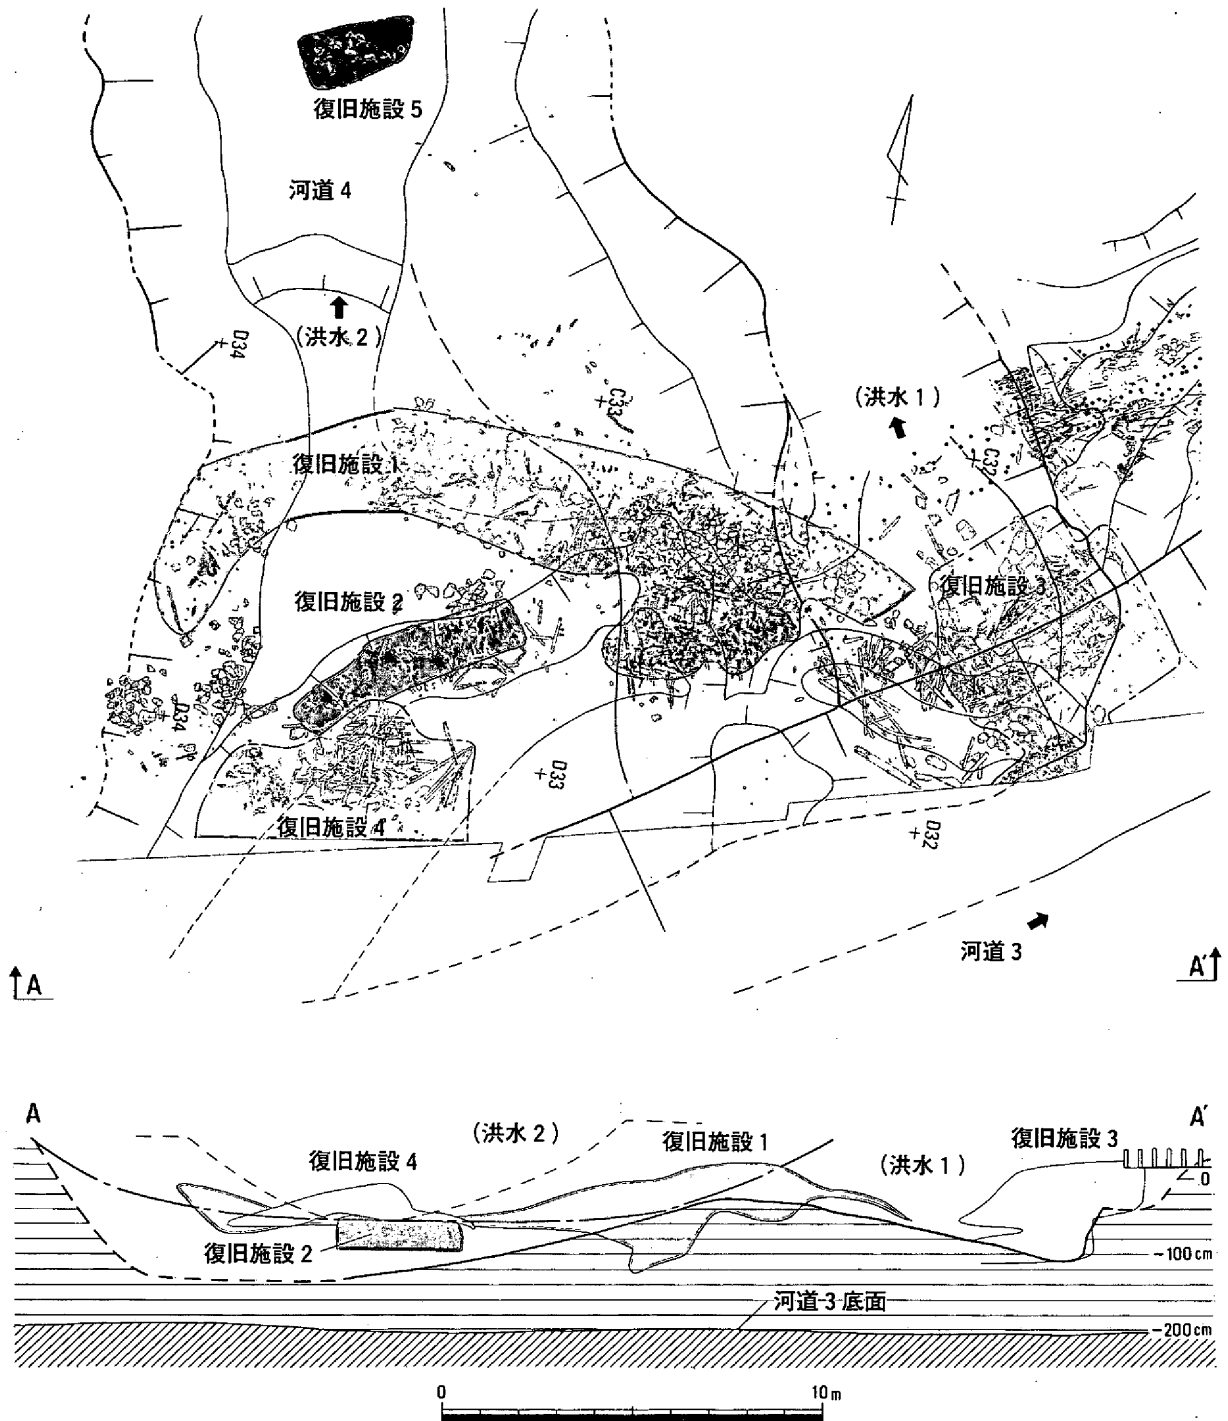 復旧施設5
河道4
(洪水2)
D34
C33
(洪水1)
C32
復旧施設1
復旧施設2
復旧施設3
D34
D33
復旧施設4
D32
河道3
A
A′
A
A′
(洪水2)
復旧施設1
復旧施設3
復旧施設4
(洪水1)
0
復旧施設2
-100cm
河道3底面
-200cm
0
10m